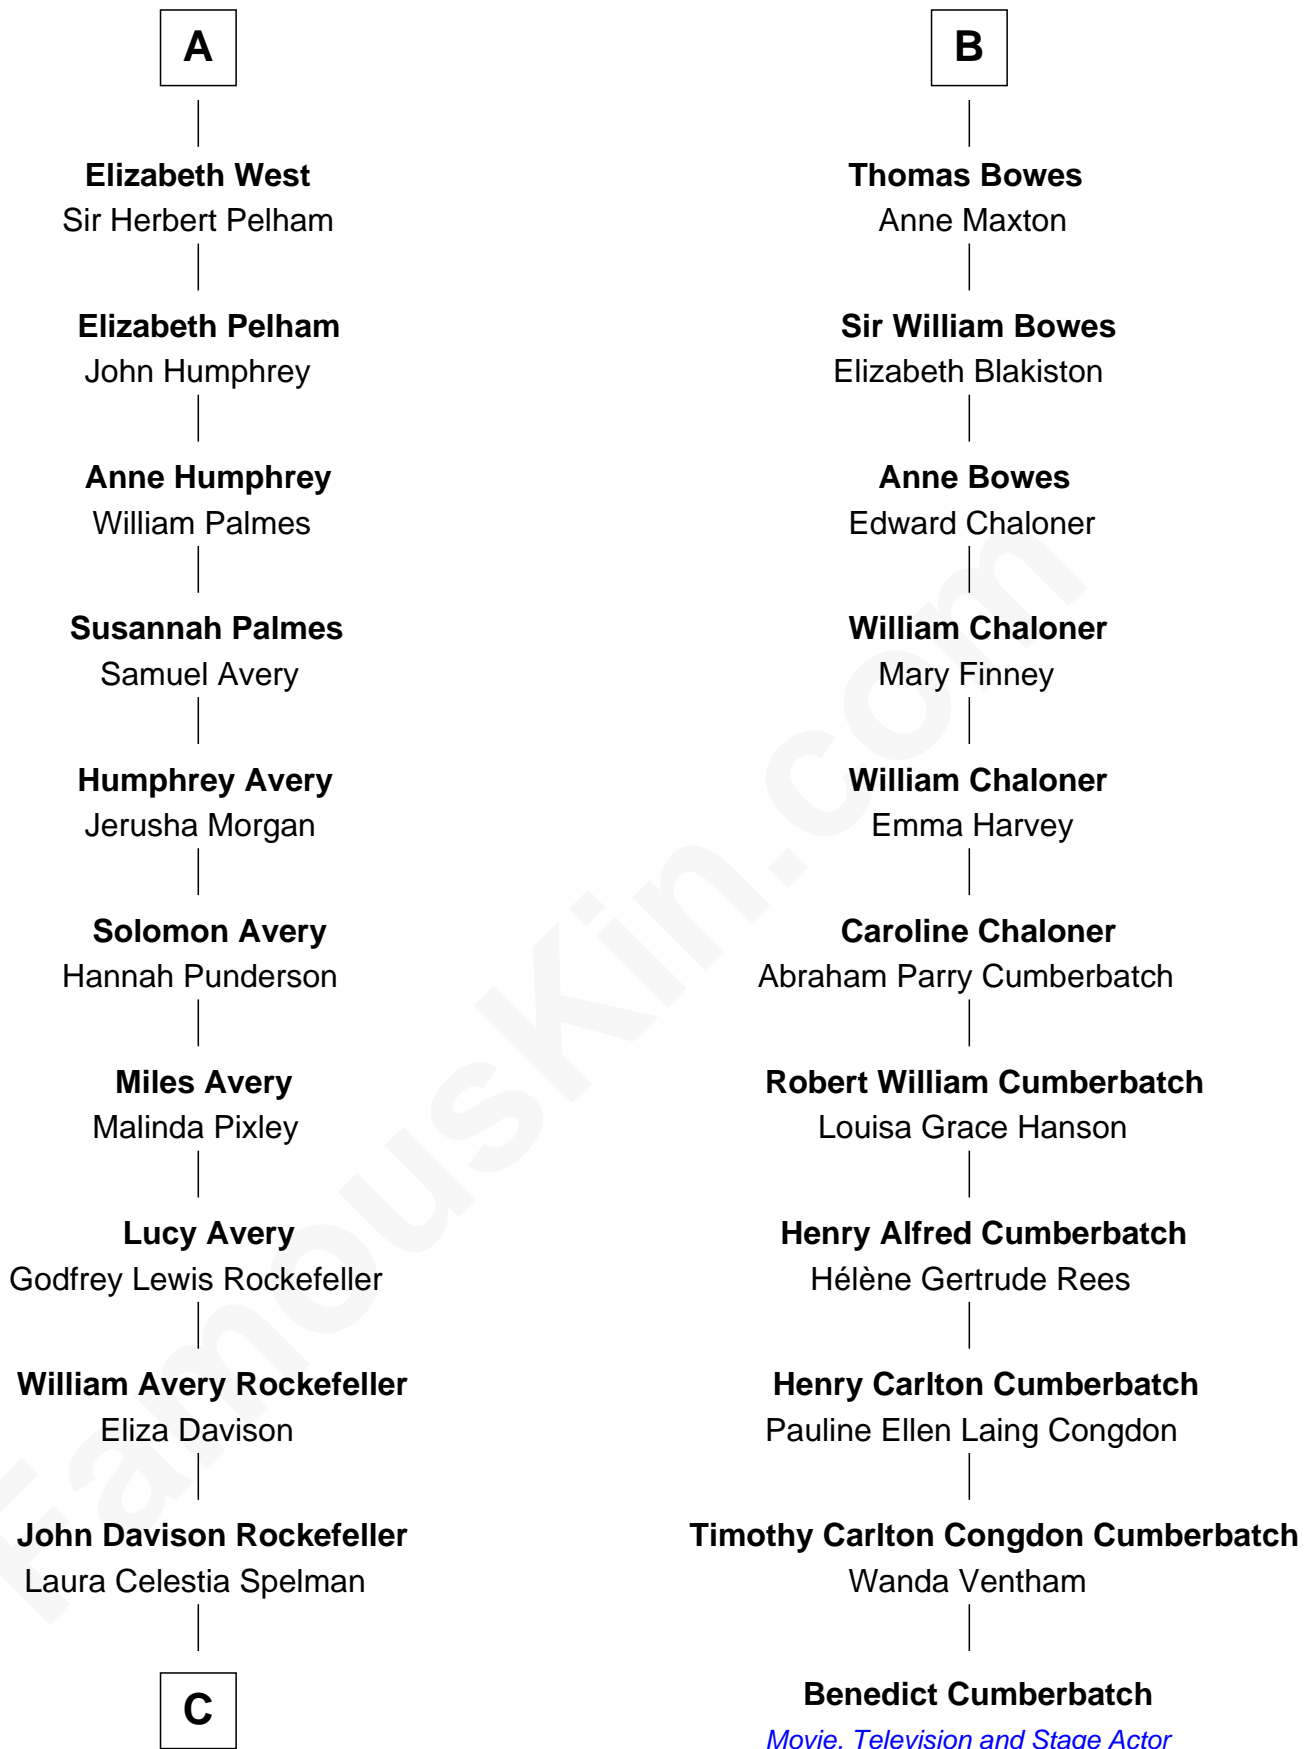 A
Elizabeth West
Sir Herbert Pelham
Elizabeth Pelham
John Humphrey
Anne Humphrey
William Palmes
Susannah Palmes
Samuel Avery
Humphrey Avery
Jerusha Morgan
Solomon Avery
Hannah Punderson
Miles Avery
Malinda Pixley
Lucy Avery
Godfrey Lewis Rockefeller
William Avery Rockefeller
Eliza Davison
John Davison Rockefeller
Laura Celestia Spelman
C
B
Thomas Bowes
Anne Maxton
Sir William Bowes
Elizabeth Blakiston
Anne Bowes
Edward Chaloner
William Chaloner
Mary Finney
William Chaloner
Emma Harvey
Caroline Chaloner
Abraham Parry Cumberbatch
Robert William Cumberbatch
Louisa Grace Hanson
Henry Alfred Cumberbatch
Hélène Gertrude Rees
Henry Carlton Cumberbatch
Pauline Ellen Laing Congdon
Timothy Carlton Congdon Cumberbatch
Wanda Ventham
Benedict Cumberbatch
Movie, Television and Stage Actor
FamousKin.com